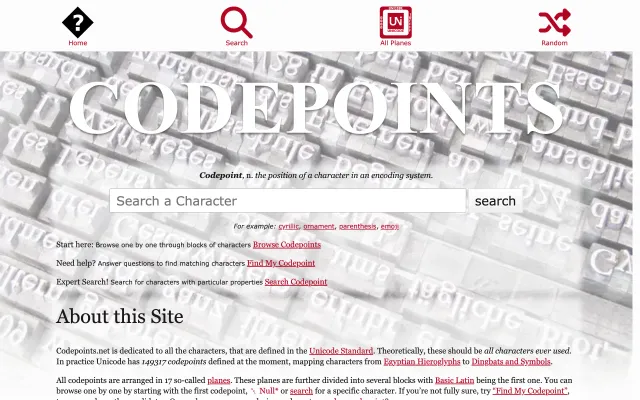 Home
Search
All Planes
Random
CODEPOINTS
Codepoint, n. the position of a character in an encoding system.
Search a Character
search
For example: cyrillic, ornament, parenthesis, emoji
Start here: Browse one by one through blocks of characters Browse Codepoints
Need help? Answer questions to find matching characters Find My Codepoint
Expert Search! Search for characters with particular properties Search Codepoint
About this Site
Codepoints.net is dedicated to all the characters, that are defined in the Unicode Standard. Theoretically, these should be all characters ever used.
In practice Unicode has 149317 codepoints defined at the moment, mapping characters from Egyptian Hieroglyphs to Dingbats and Symbols.
All codepoints are arranged in 17 so-called planes. These planes are further divided into several blocks with Basic Latin being the first one. You can
browse one by one by starting with the first codepoint, Null* or search for a specific character. If you're not fully sure, try "Find My Codepoint",